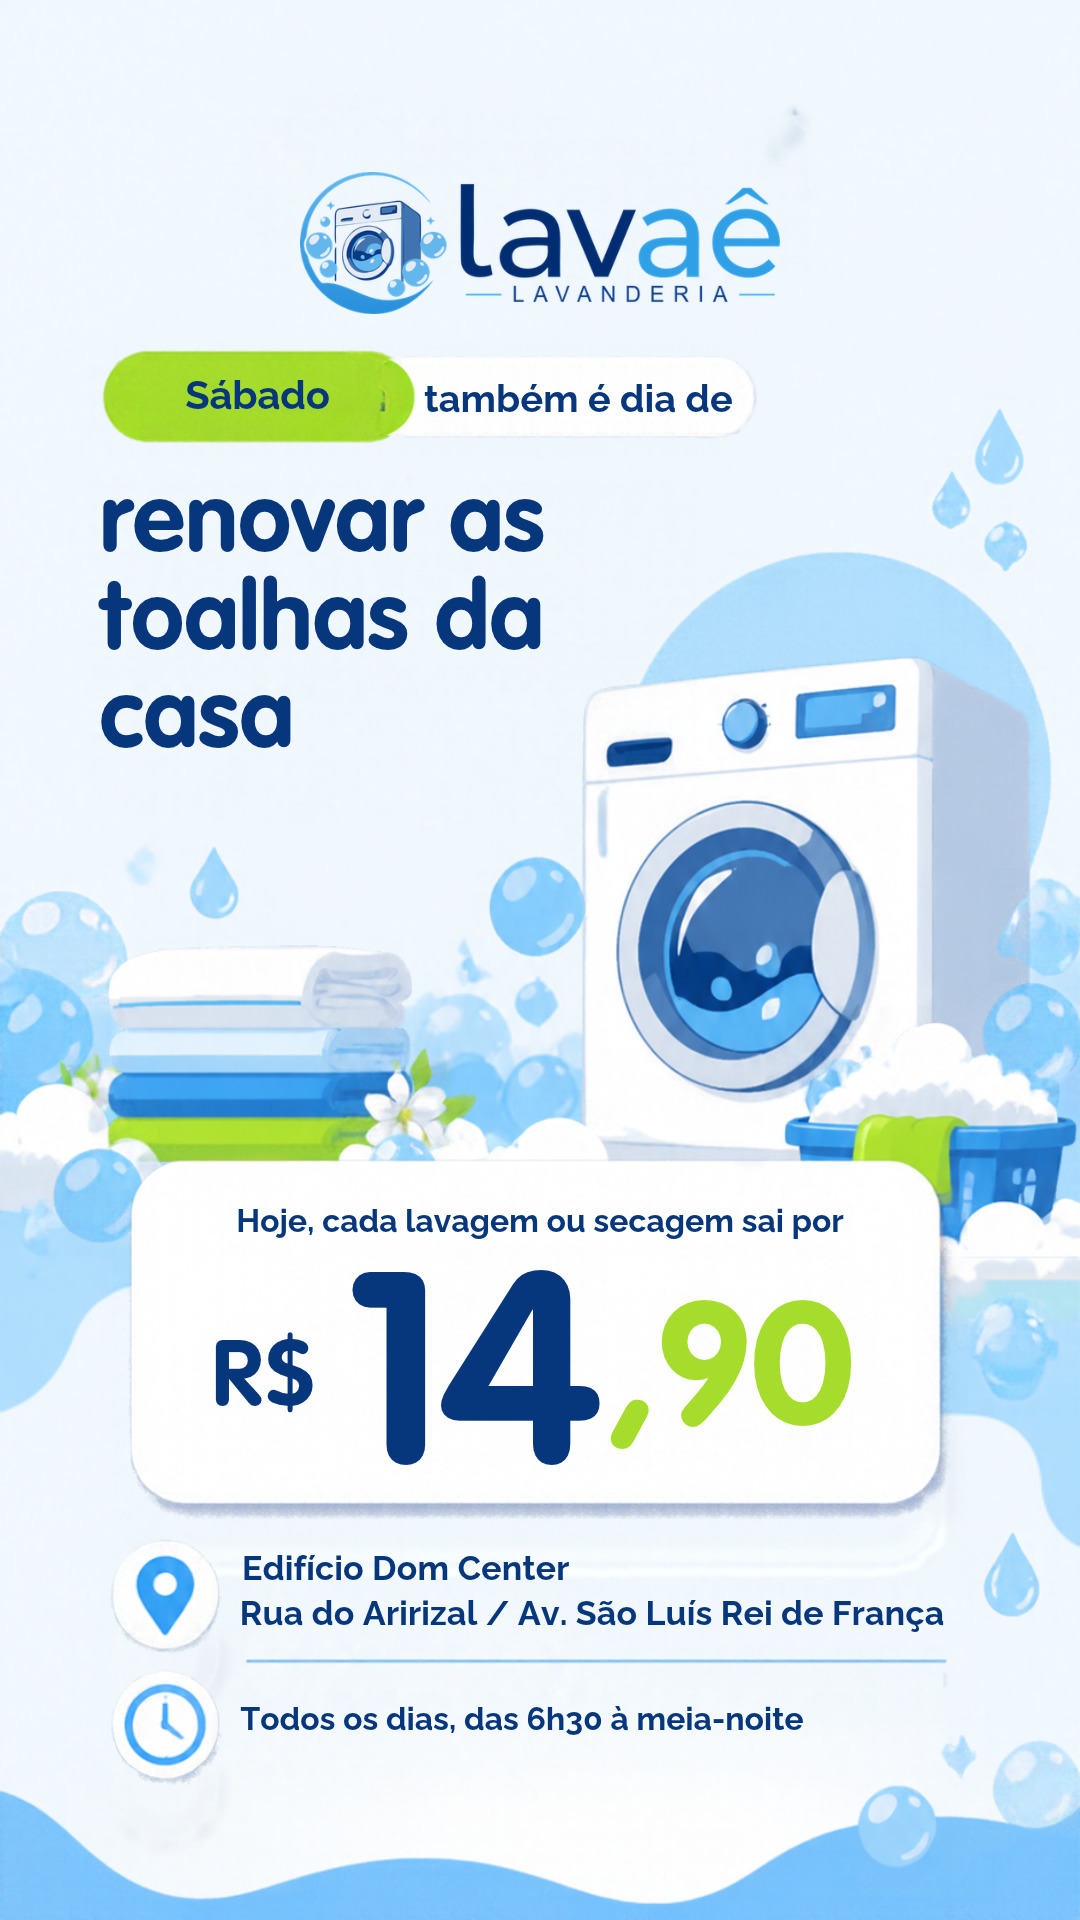 lavaê
LAVANDERIA
Sábado também é dia de
renovar as
toalhas da
casa
Hoje, cada lavagem ou secagem sai por
R$ 14,90
Edifício Dom Center
Rua do Aririzal / Av. São Luís Rei de França
Todos os dias, das 6h30 à meia-noite